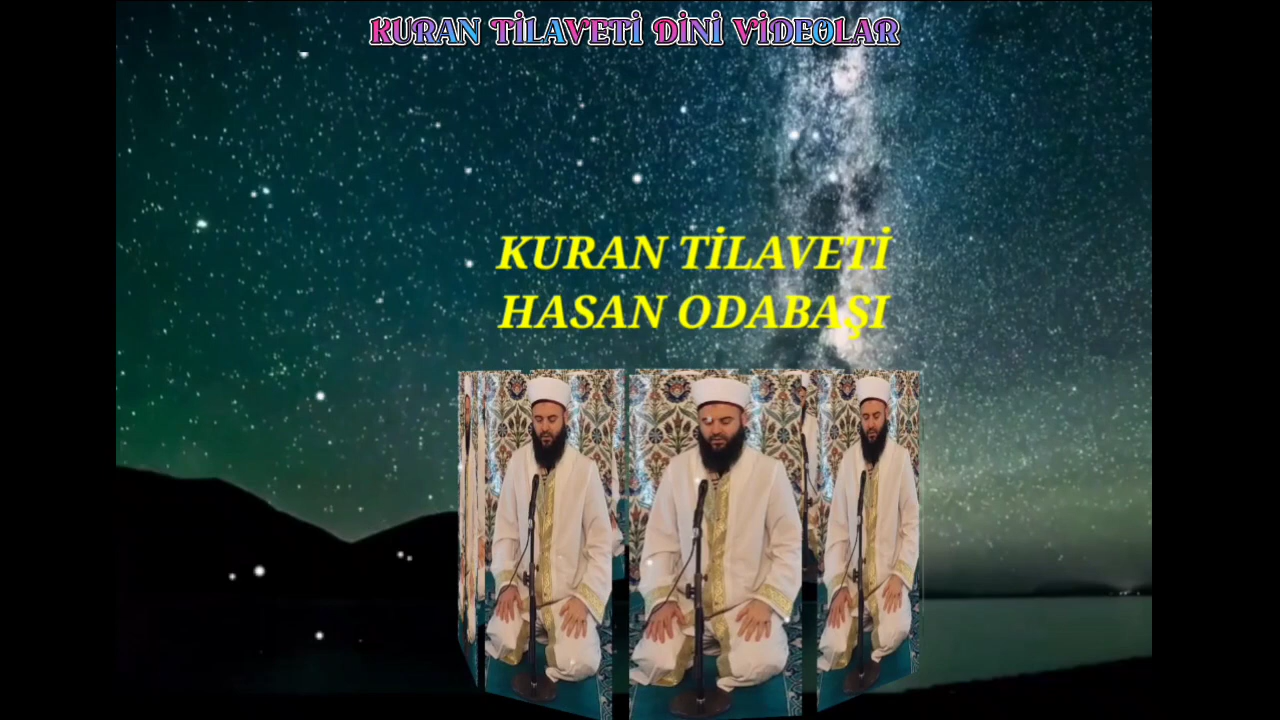 KURAN TİLAVETİ DİNİ VİDEOLAR
KURAN TİLAVETİ
HASAN ODABAŞI